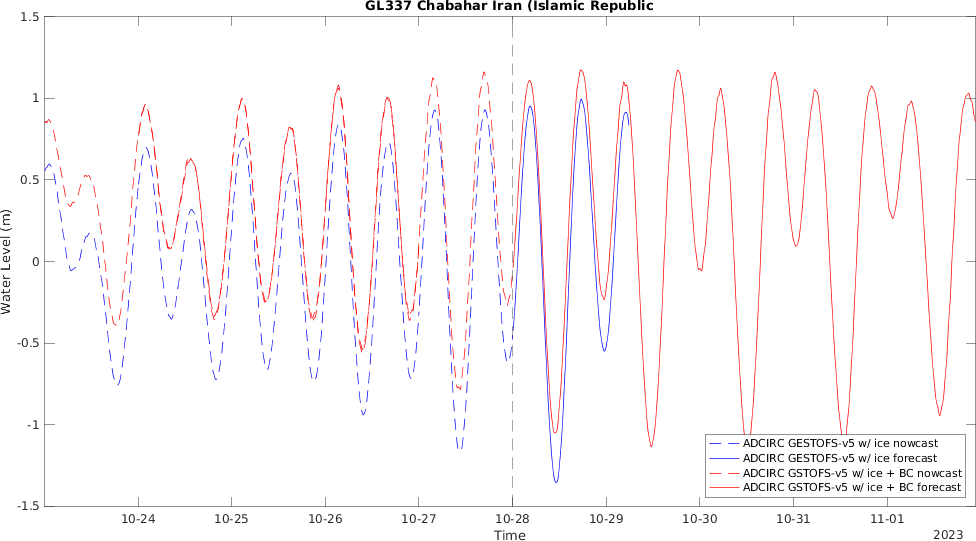 GL337 Chabahar Iran (Islamic Republic
Water Level (m)
1.5
1
0.5
0
-0.5
-1
-1.5
10-24 10-25 10-26 10-27 10-28 10-29 10-30 10-31 11-01
Time
2023
ADCIRC GESTOFS-v5 w/ ice nowcast
ADCIRC GESTOFS-v5 w/ ice forecast
ADCIRC GSTOFS-v5 w/ ice + BC nowcast
ADCIRC GSTOFS-v5 w/ ice + BC forecast